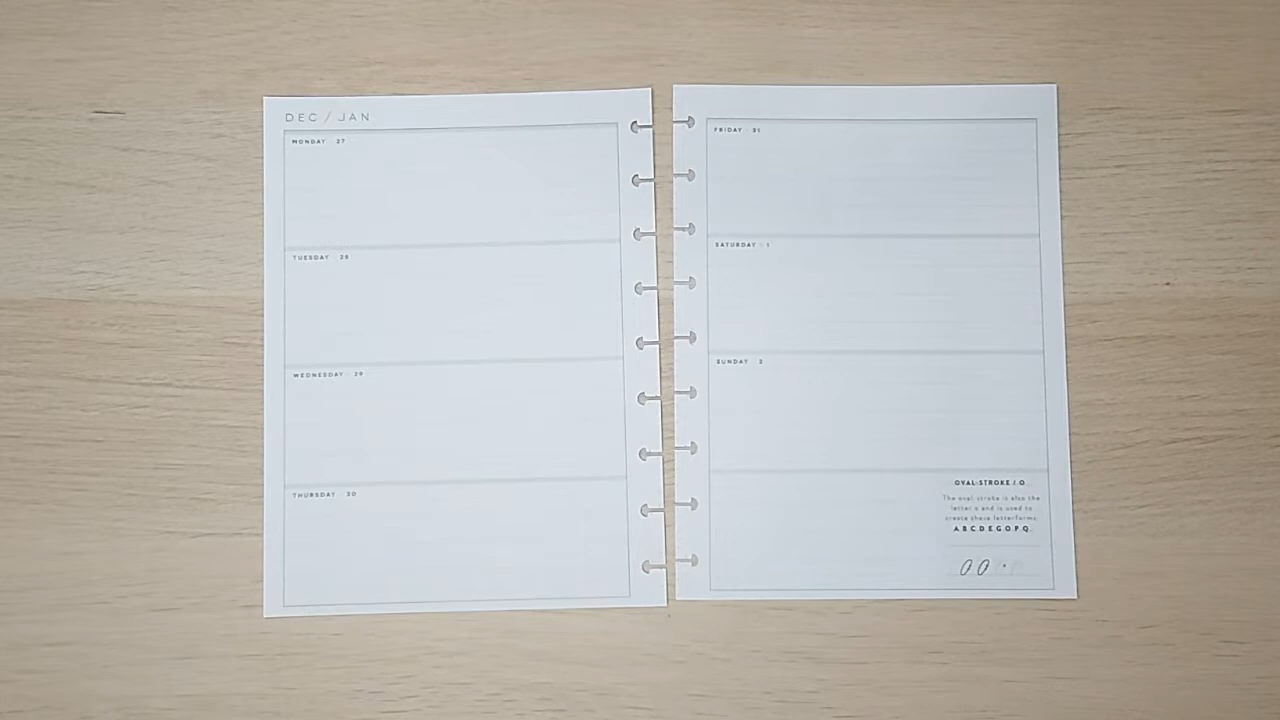 DEC / JAN
MONDAY · 27
TUESDAY · 28
WEDNESDAY · 29
THURSDAY · 30
FRIDAY · 31
SATURDAY · 1
SUNDAY · 2
OVAL-STROKE / O
The oval-stroke is also the
letter o and is used to
create these letterforms:
A.B.C.D.E.G.O.P.Q.
OO